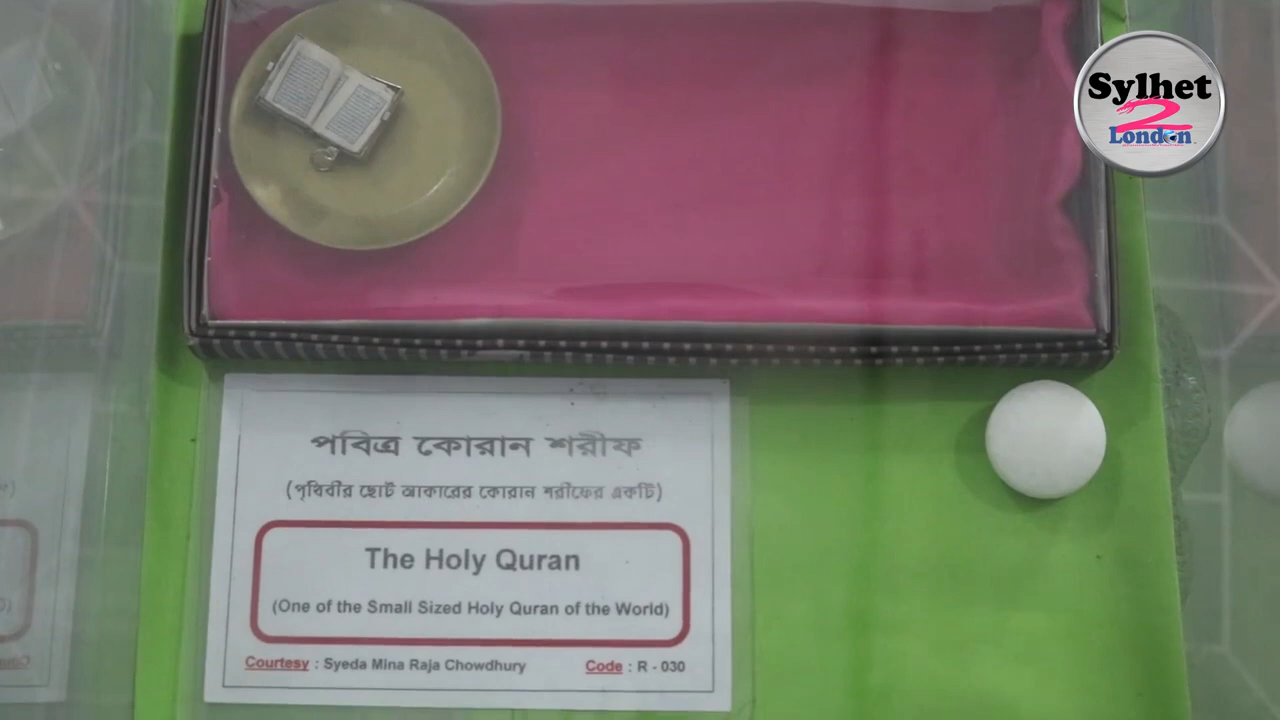 Sylhet
2
London
পবিত্র কোরান শরীফ
(পৃথিবীর ছোট আকারের কোরান শরীফের একটি)
The Holy Quran
(One of the Small Sized Holy Quran of the World)
Courtesy : Syeda Mina Raja Chowdhury Code : R - 030